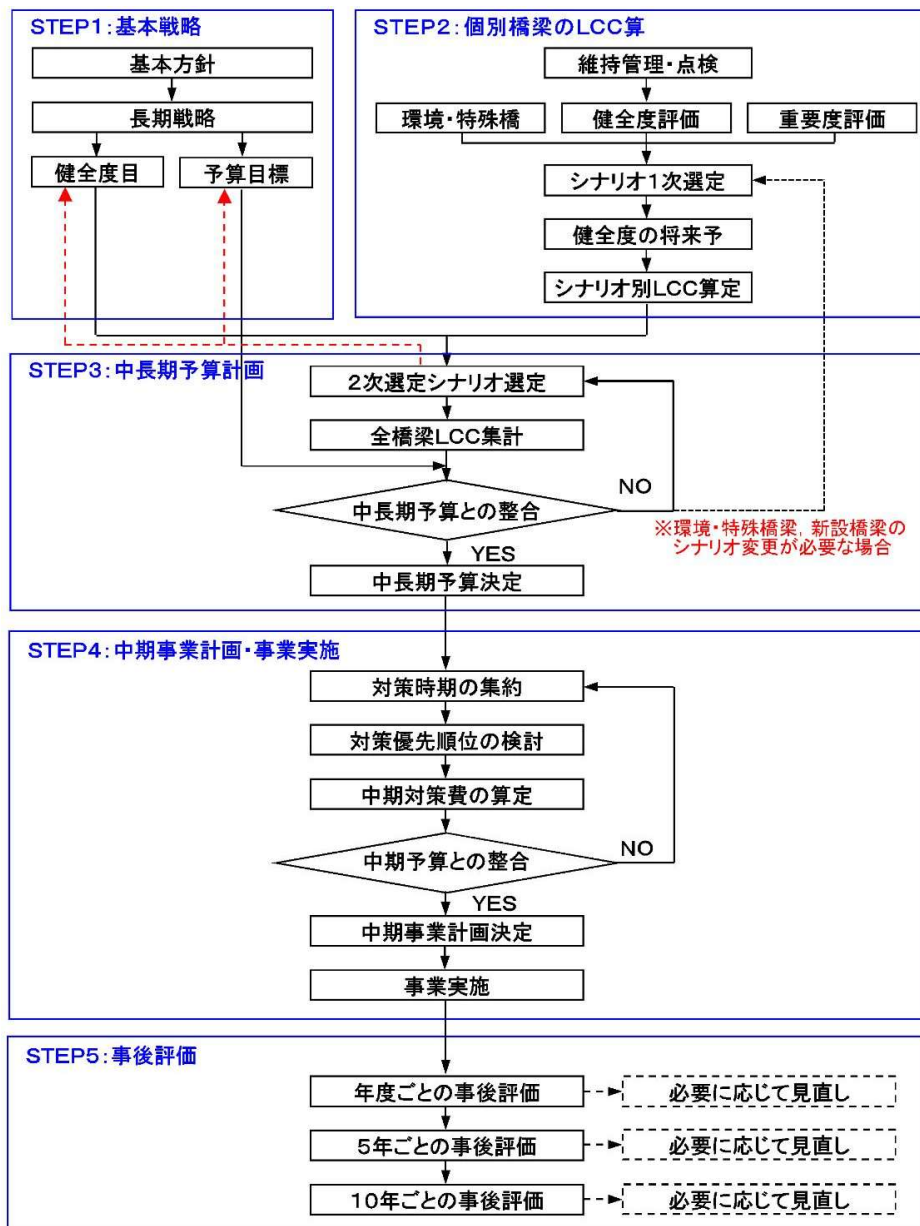 STEP1:基本戦略
基本方針
長期戦略
健全度目
予算目標
STEP2:個別橋梁のLCC算
維持管理・点検
環境・特殊橋
健全度評価
重要度評価
シナリオ1次選定
健全度の将来予
シナリオ別LCC算定
STEP3:中長期予算計画
2次選定シナリオ選定
全橋梁LCC集計
中長期予算との整合
NO
YES
※環境・特殊橋梁,新設橋梁の
シナリオ変更が必要な場合
中長期予算決定
STEP4:中期事業計画・事業実施
対策時期の集約
対策優先順位の検討
中期対策費の算定
中期予算との整合
NO
YES
中期事業計画決定
事業実施
STEP5:事後評価
年度ごとの事後評価
必要に応じて見直し
5年ごとの事後評価
必要に応じて見直し
10年ごとの事後評価
必要に応じて見直し